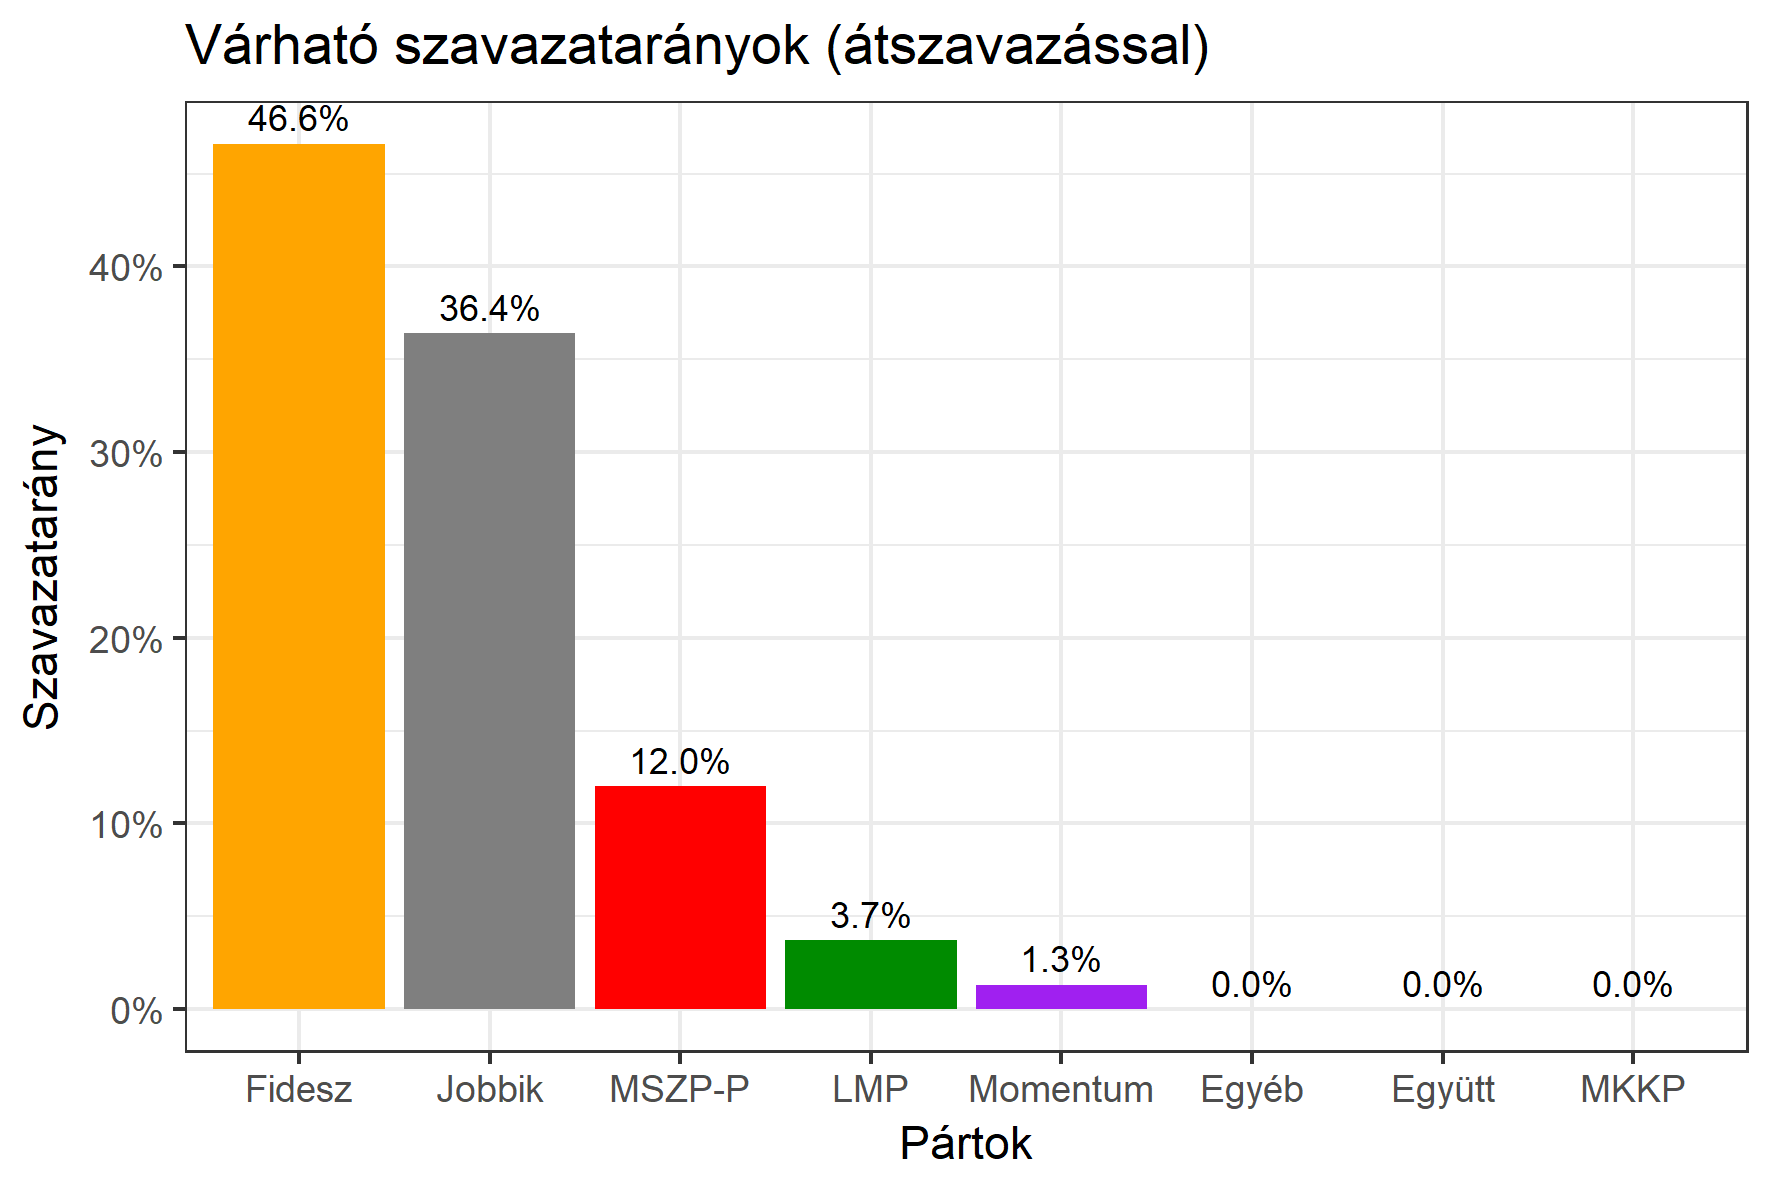 Várható szavazatarányok (átszavazással)
46.6%
36.4%
12.0%
3.7%
1.3%
0.0%
0.0%
0.0%
40%
30%
20%
10%
0%
Szavazatarány
Fidesz
Jobbik
MSZP-P
LMP
Momentum
Egyéb
Együtt
MKKP
Pártok